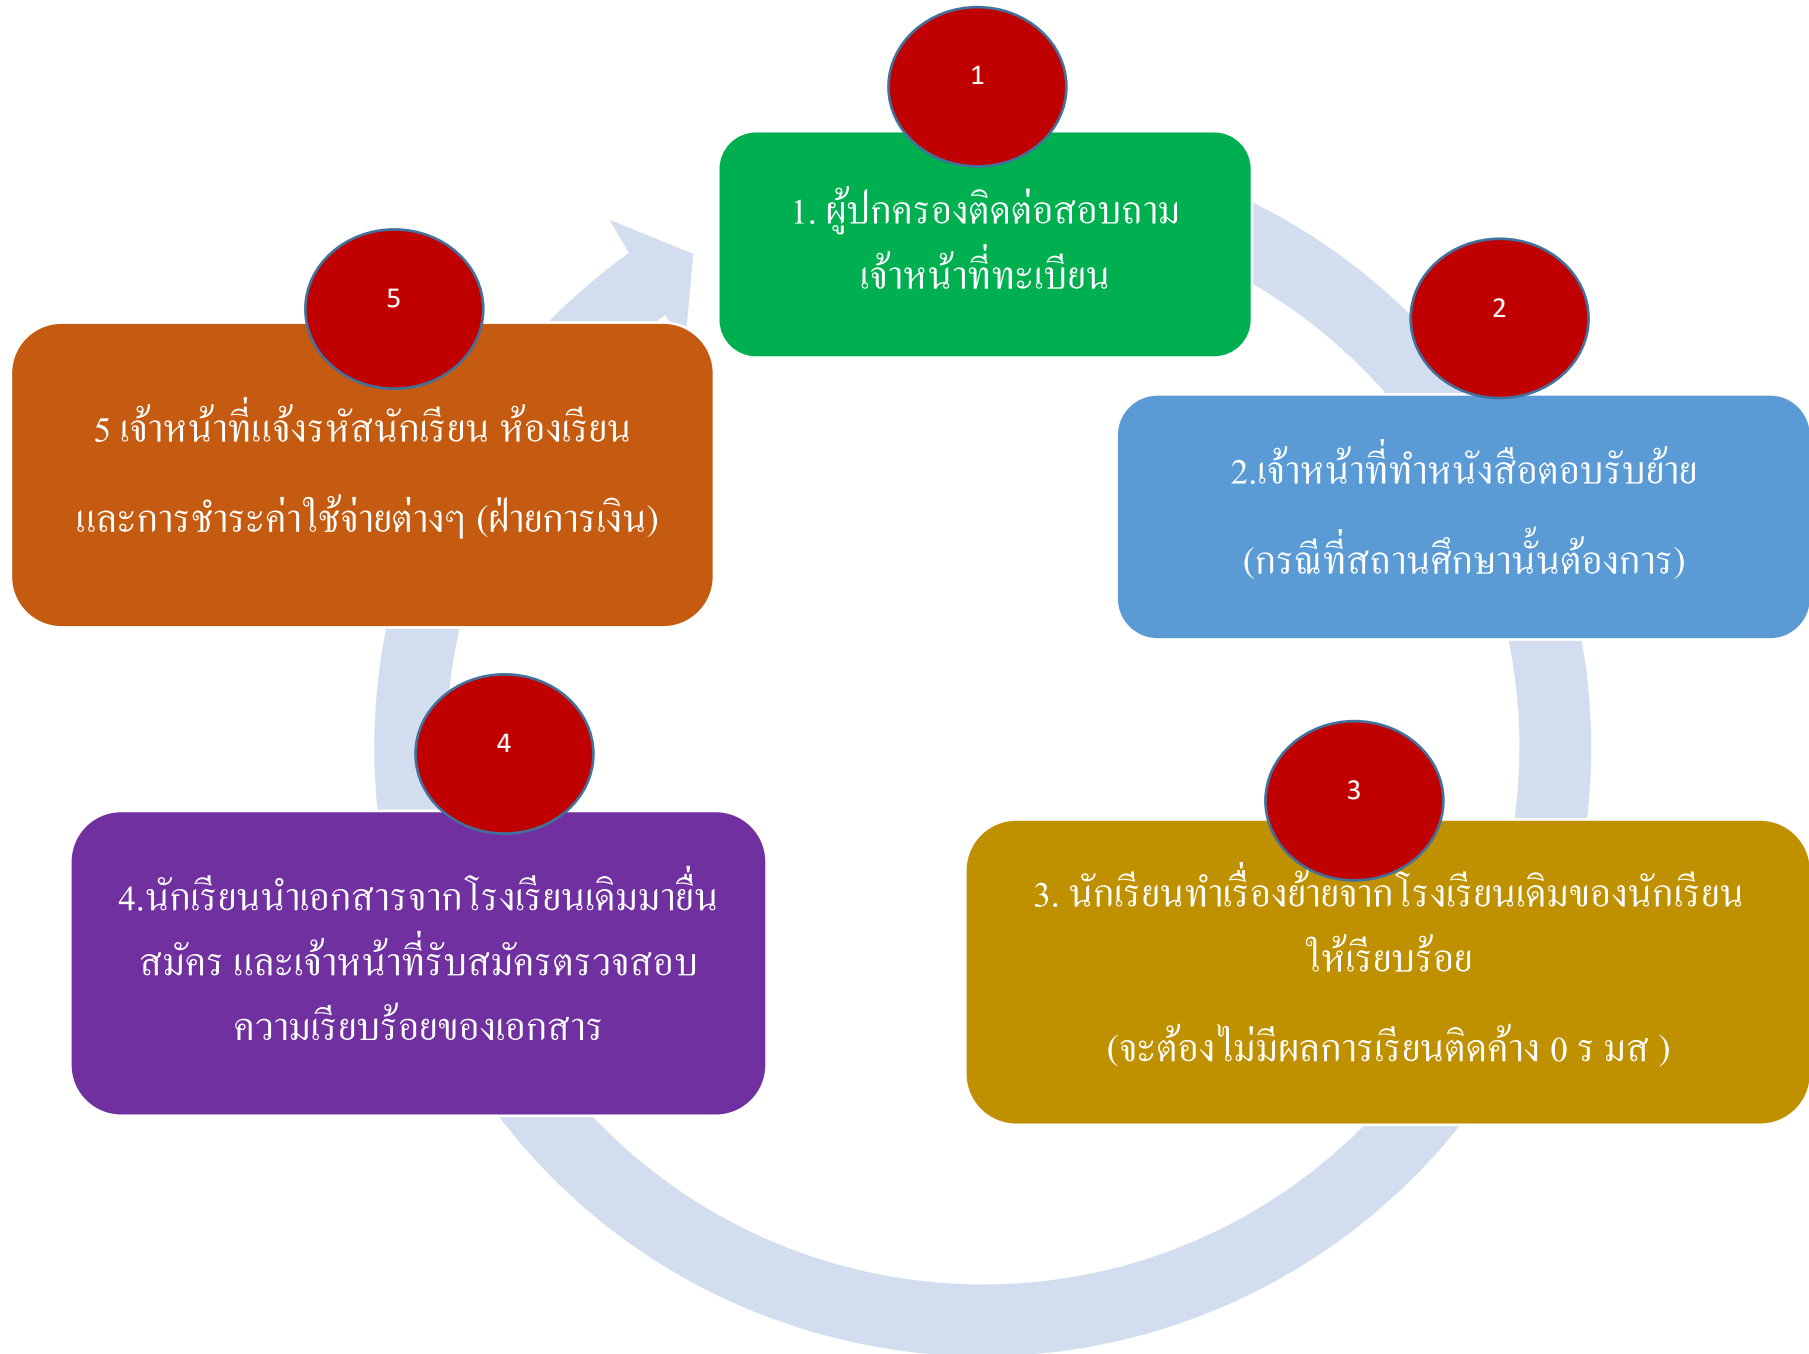 1
1. ผู้ปกครองติดต่อสอบถาม
เจ้าหน้าที่ทะเบียน
2
2.เจ้าหน้าที่ทำหนังสือตอบรับย้าย
(กรณีที่สถานศึกษานั้นต้องการ)
3
3. นักเรียนทำเรื่องย้ายจากโรงเรียนเดิมของนักเรียน
ให้เรียบร้อย
(จะต้องไม่มีผลการเรียนติดค้าง 0 ร มส )
4
4.นักเรียนนำเอกสารจากโรงเรียนเดิมมายื่น
สมัคร และเจ้าหน้าที่รับสมัครตรวจสอบ
ความเรียบร้อยของเอกสาร
5
5 เจ้าหน้าที่แจ้งรหัสนักเรียน ห้องเรียน
และการชำระค่าใช้จ่ายต่างๆ (ฝ่ายการเงิน)